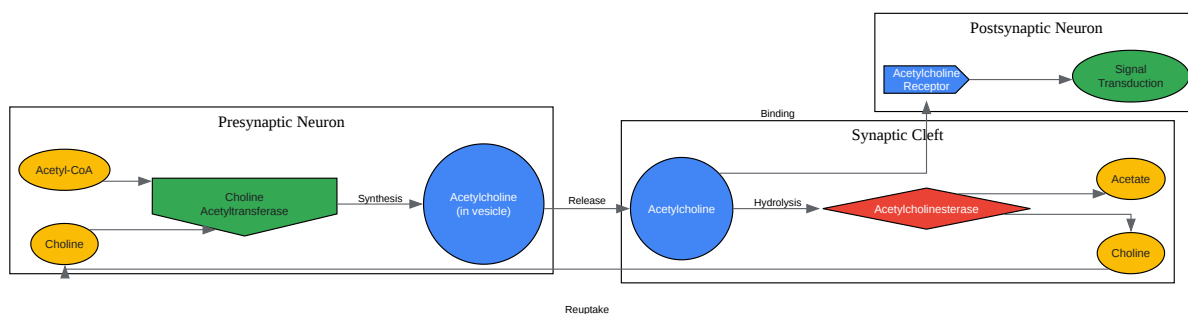 Postsynaptic Neuron
Acetylcholine
Receptor
Signal
Transduction
Binding
Presynaptic Neuron
Synaptic Cleft
Acetyl-CoA
Choline
Acetyltransferase
Synthesis
Acetylcholine
(in vesicle)
Release
Acetylcholine
Hydrolysis
Acetylcholinesterase
Acetate
Choline
Choline
Reuptake